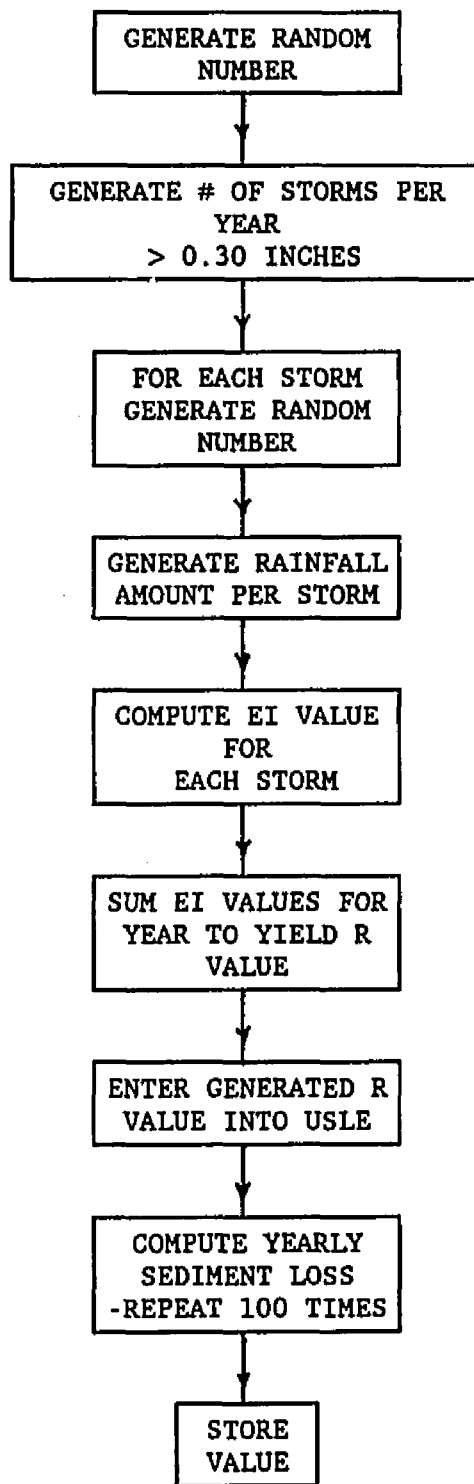 GENERATE RANDOM
NUMBER
GENERATE # OF STORMS PER
YEAR
> 0.30 INCHES
FOR EACH STORM
GENERATE RANDOM
NUMBER
GENERATE RAINFALL
AMOUNT PER STORM
COMPUTE EI VALUE
FOR
EACH STORM
SUM EI VALUES FOR
YEAR TO YIELD R
VALUE
ENTER GENERATED R
VALUE INTO USLE
COMPUTE YEARLY
SEDIMENT LOSS
-REPEAT 100 TIMES
STORE
VALUE